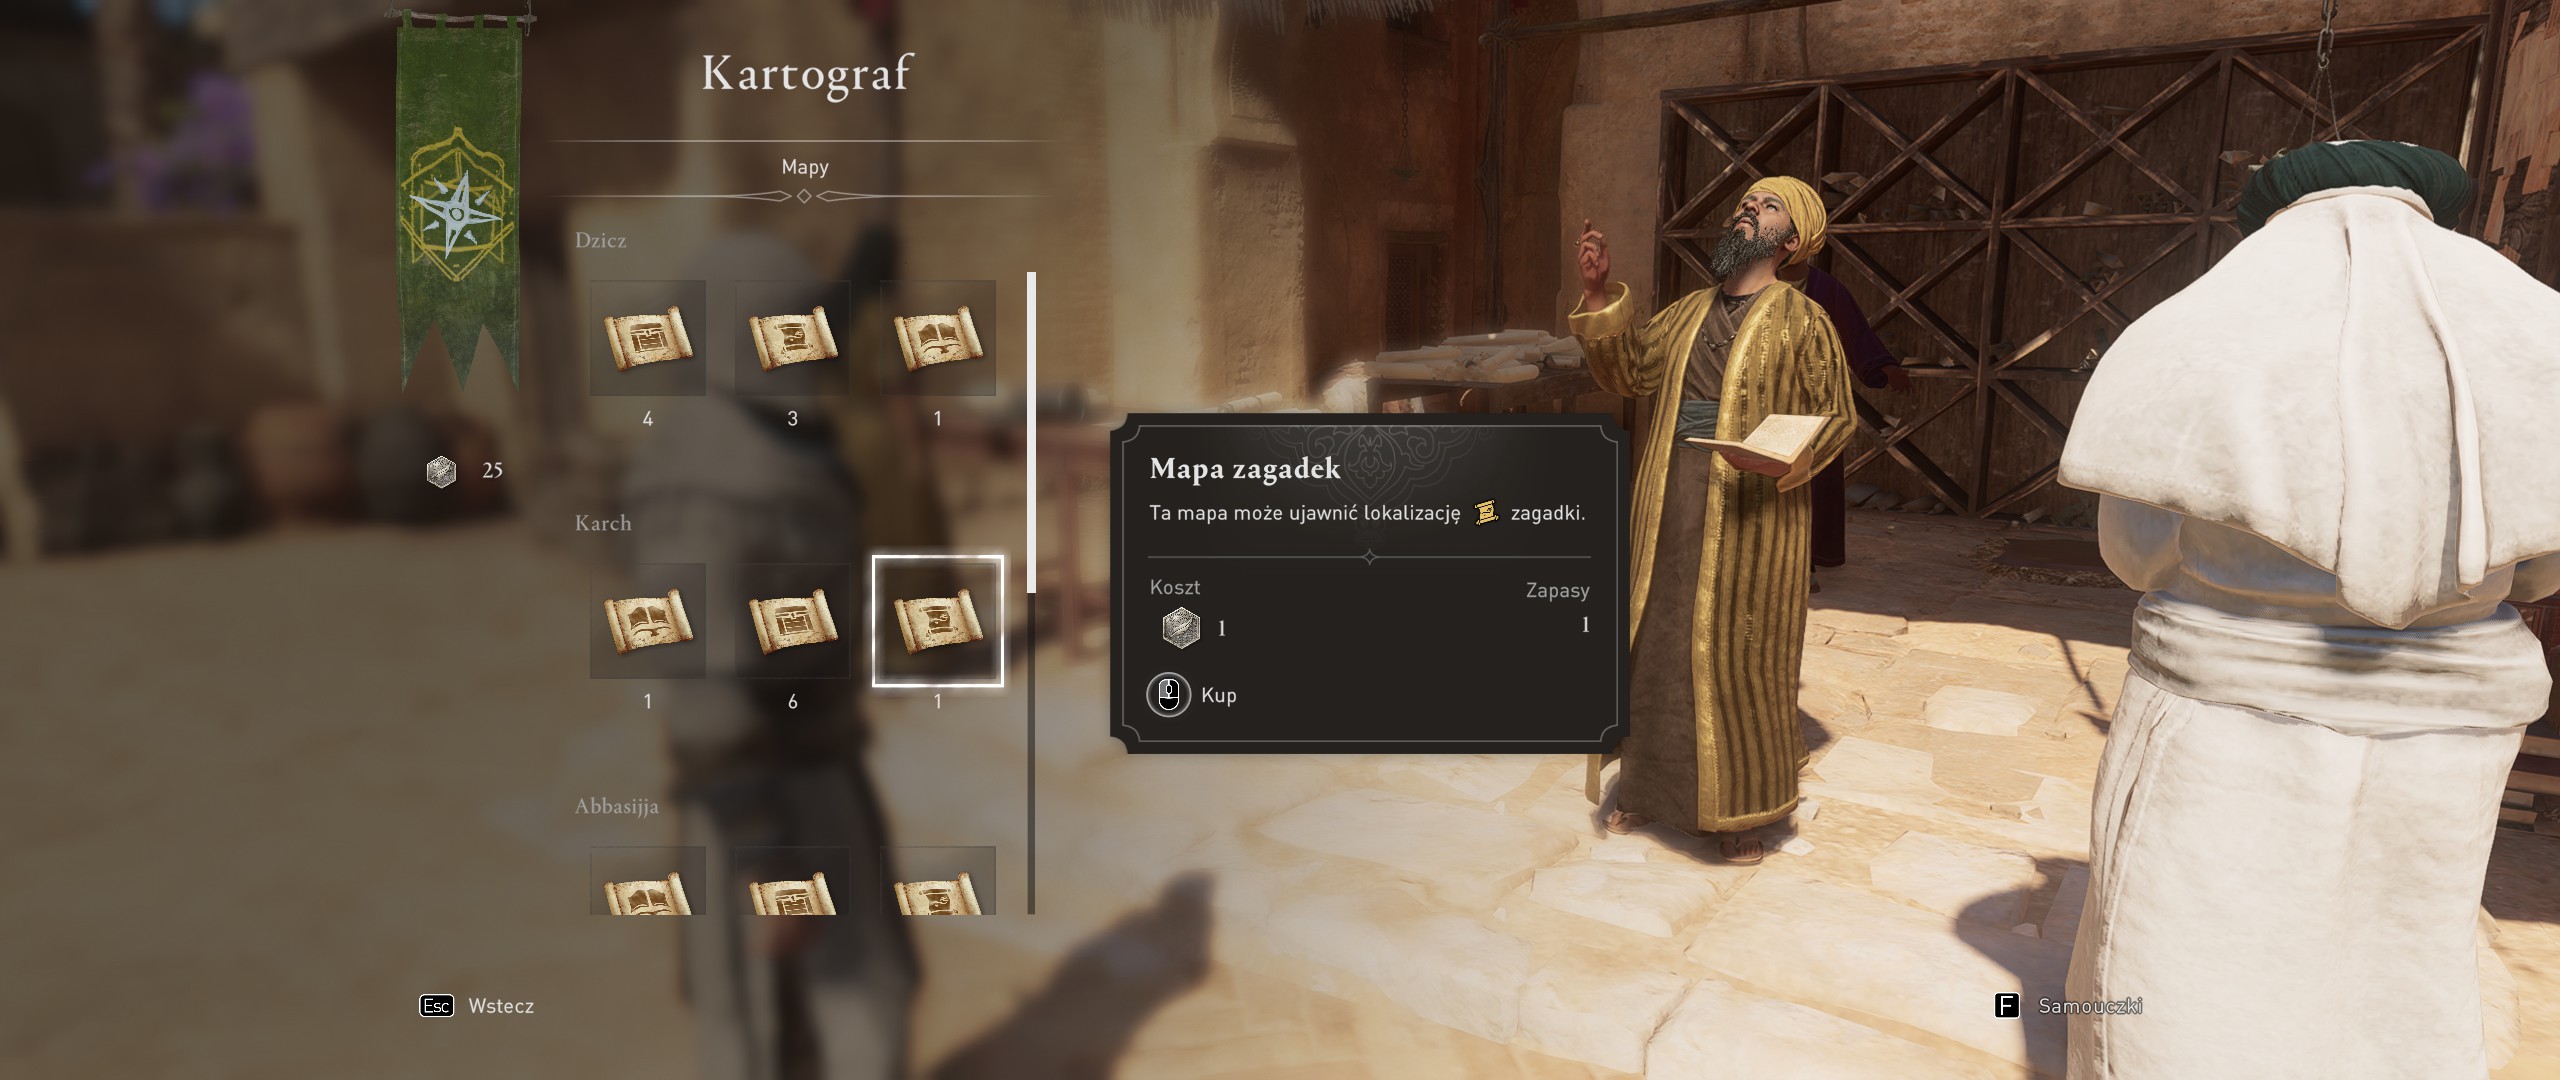 Kartograf
Mapy
Dzicz
4 3 1
25
Karch
1 6 1
Abbasijja
Mapa zagadek
Ta mapa może ujawnić lokalizację zagadki.
Koszt Zapasy
1 1
Kup
Esc Wstecz
F Samouczki